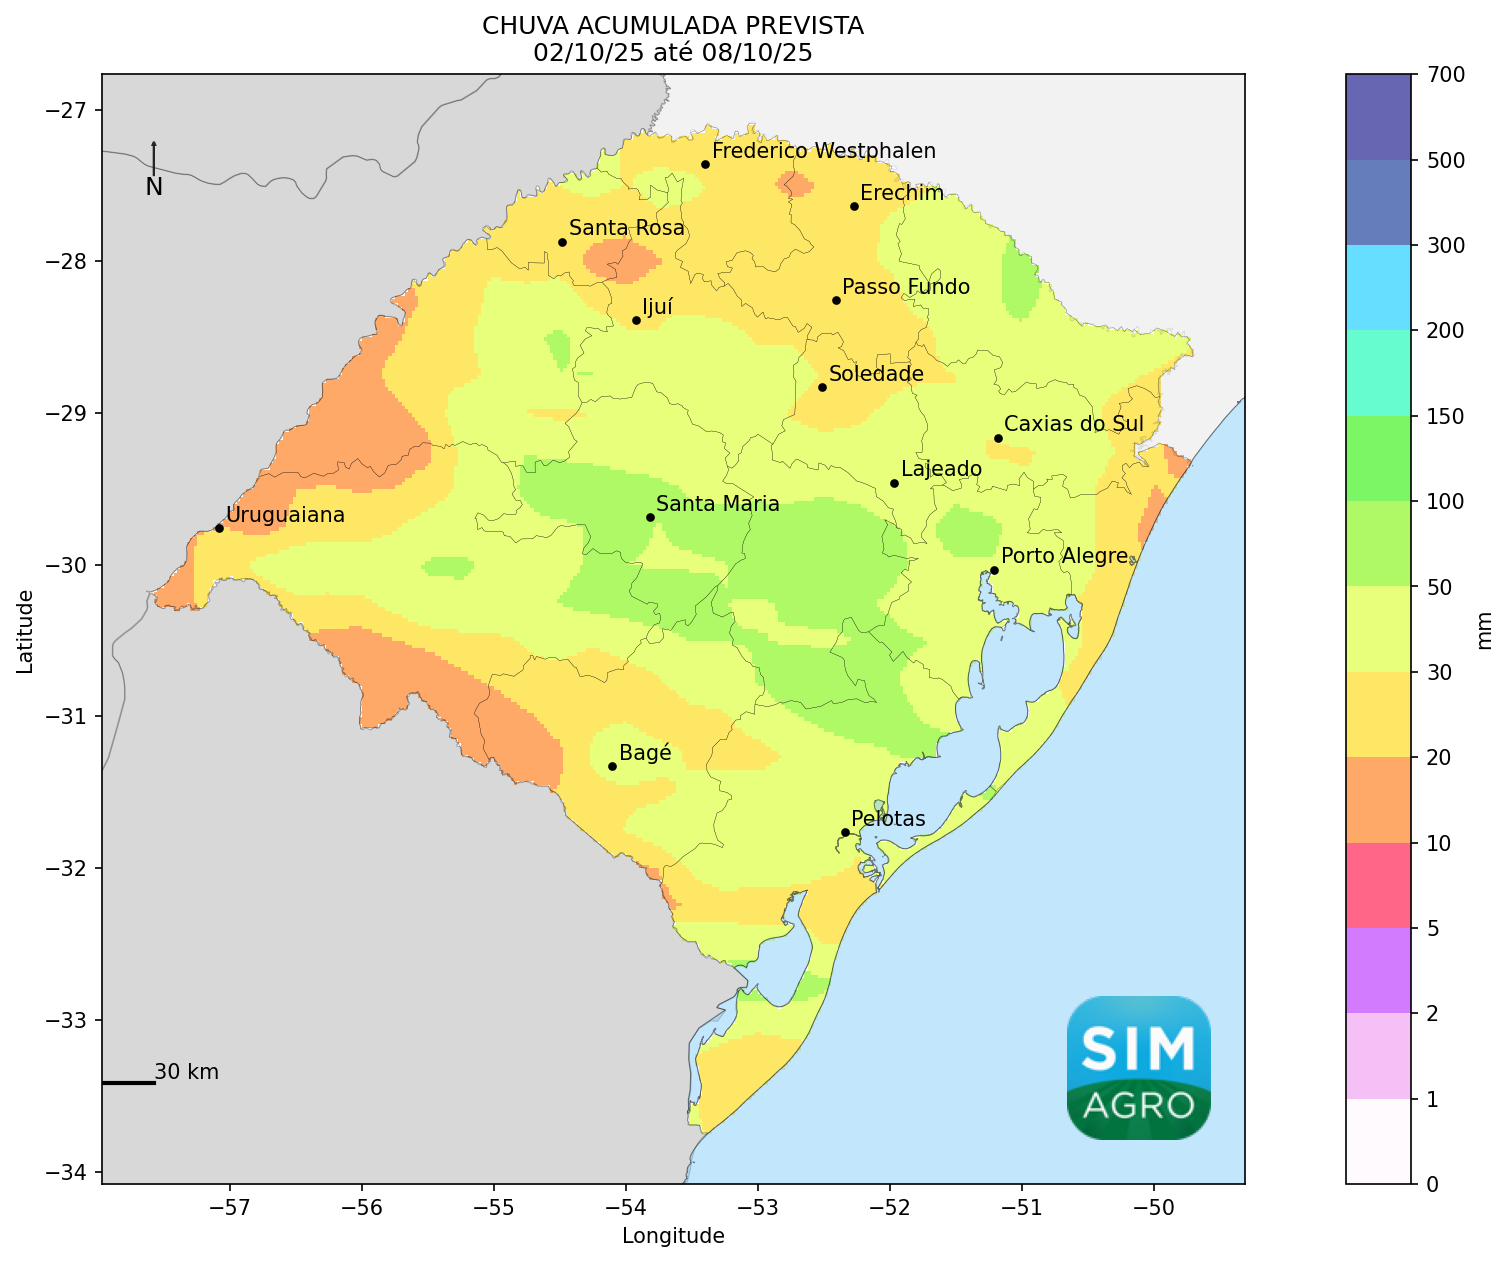 CHUVA ACUMULADA PREVISTA
02/10/25 até 08/10/25
−27
−28
−29
−30
−31
−32
−33
−34
Latitude
N
Frederico Westphalen
Erechim
Santa Rosa
Passo Fundo
Ijuí
Soledade
Caxias do Sul
Lajeado
Santa Maria
Uruguaiana
Porto Alegre
Bagé
Pelotas
30 km
SIM
AGRO
−57
−56
−55
−54
−53
−52
−51
−50
Longitude
700
500
300
200
150
100
50
30
20
10
5
2
1
0
mm